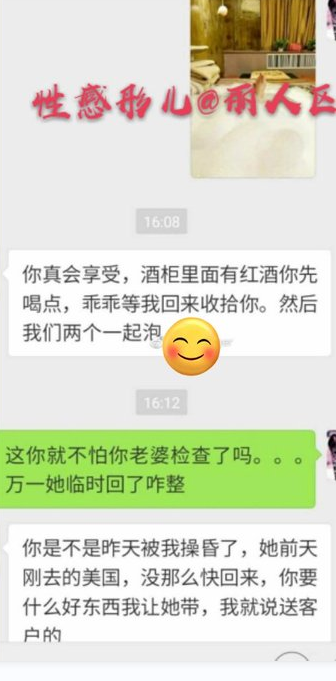 性感彤儿@丽人区
16:08
你真会享受，酒柜里面有红酒你先
喝点，乖乖等我回来收拾你。然后
我们两个一起泡
16:12
这你就不怕你老婆检查了吗。。。
万一她临时回了咋整
你是不是昨天被我操昏了，她前天
刚去的美国，没那么快回来，你要
什么好东西我让她带，我就说送客
户的